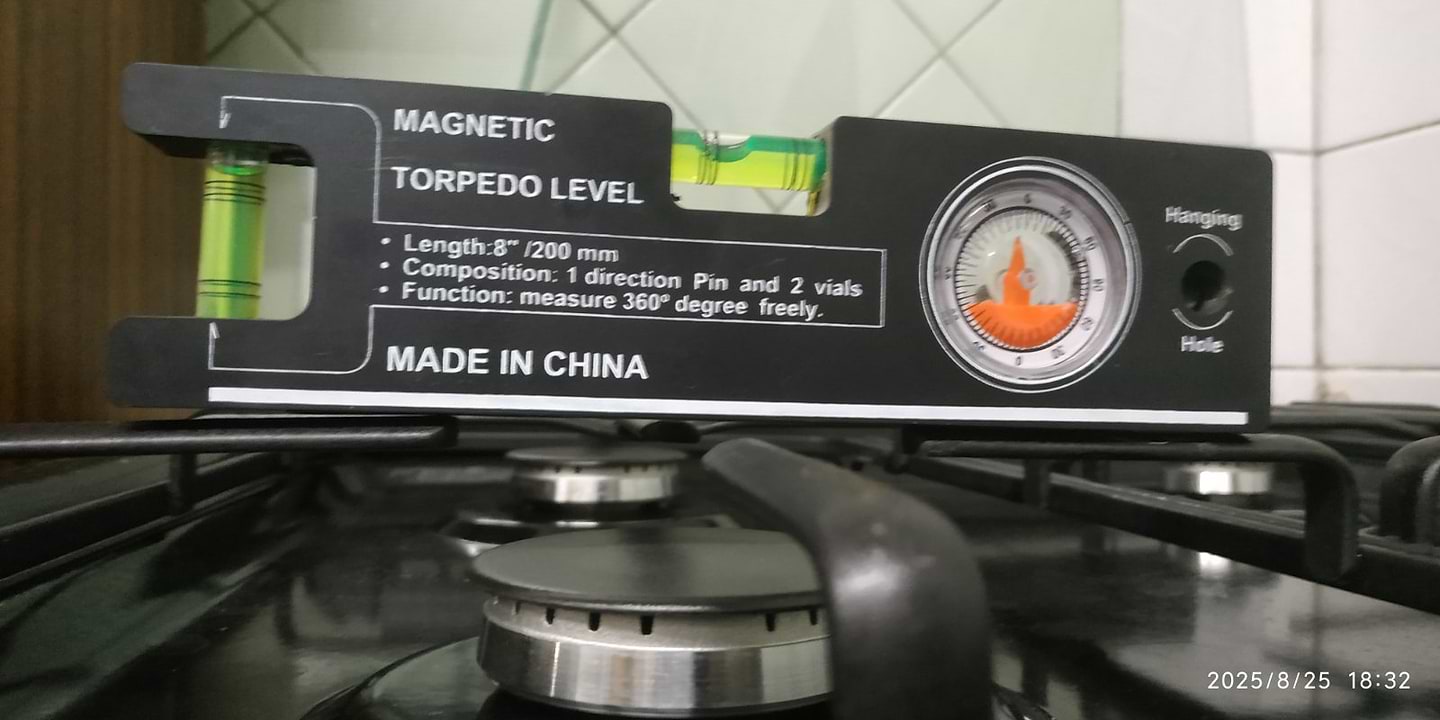 MAGNETIC
TORPEDO LEVEL
• Length:8" /200 mm
• Composition: 1 direction Pin and 2 vials
• Function: measure 360º degree freely.
MADE IN CHINA
Hanging
Hole
2025/8/25 18:32